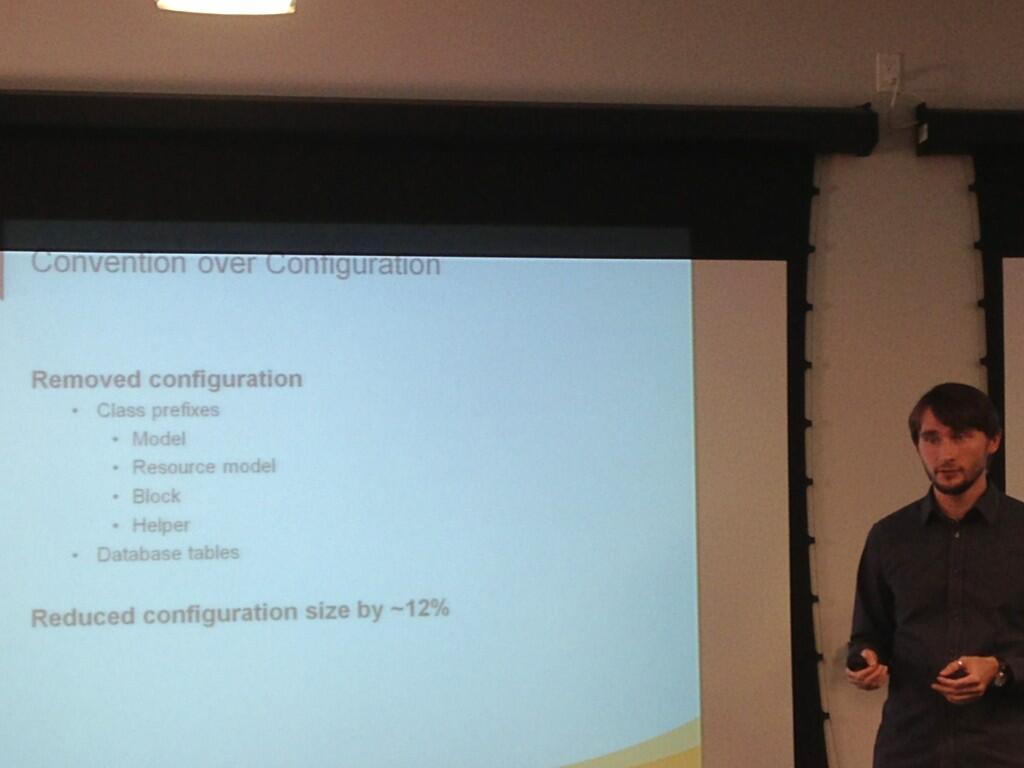 Convention over Configuration
Removed configuration
• Class prefixes
• Model
• Resource model
• Block
• Helper
• Database tables
Reduced configuration size by ~12%